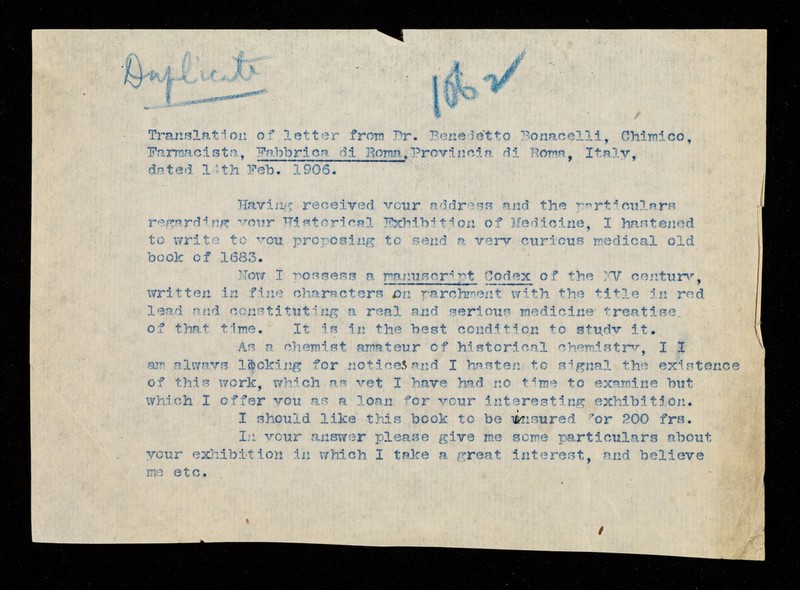 Duplicate
1062
Translation of letter from Dr. Benedetto Bonacelli, Chimico,
Farmacista, Fabbrica di Roma, Provincia di Roma, Italy,
dated 14th Feb. 1906.
Having received your address and the particulars
regarding your Historical Exhibition of Medicine, I hastened
to write to you proposing to send a very curious medical old
book of 1683.
Now I possess a manuscript Codex of the XV century,
written in fine characters on parchment with the title in red
lead and constituting a real and serious medicine treatise.
of that time. It is in the best condition to study it.
As a chemist amateur of historical chemistry, I I
am always looking for notices and I hasten to signal the existence
of this work, which as yet I have had no time to examine but
which I offer you as a loan for your interesting exhibition.
I should like this book to be insured for 200 frs.
In your answer please give me some particulars about
your exhibition in which I take a great interest, and believe
me etc.